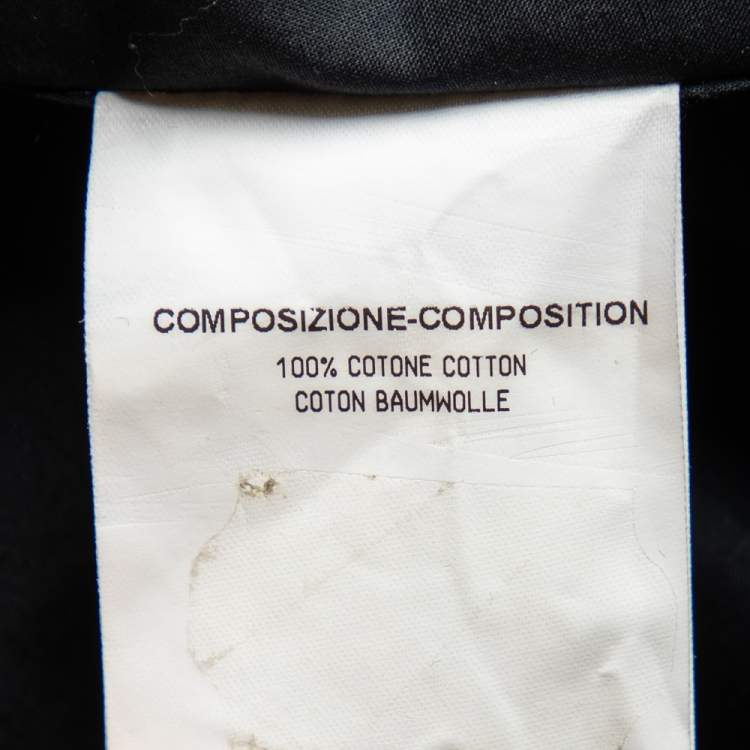 COMPOSIZIONE-COMPOSITION
100% COTONE COTTON
COTON BAUMWOLLE